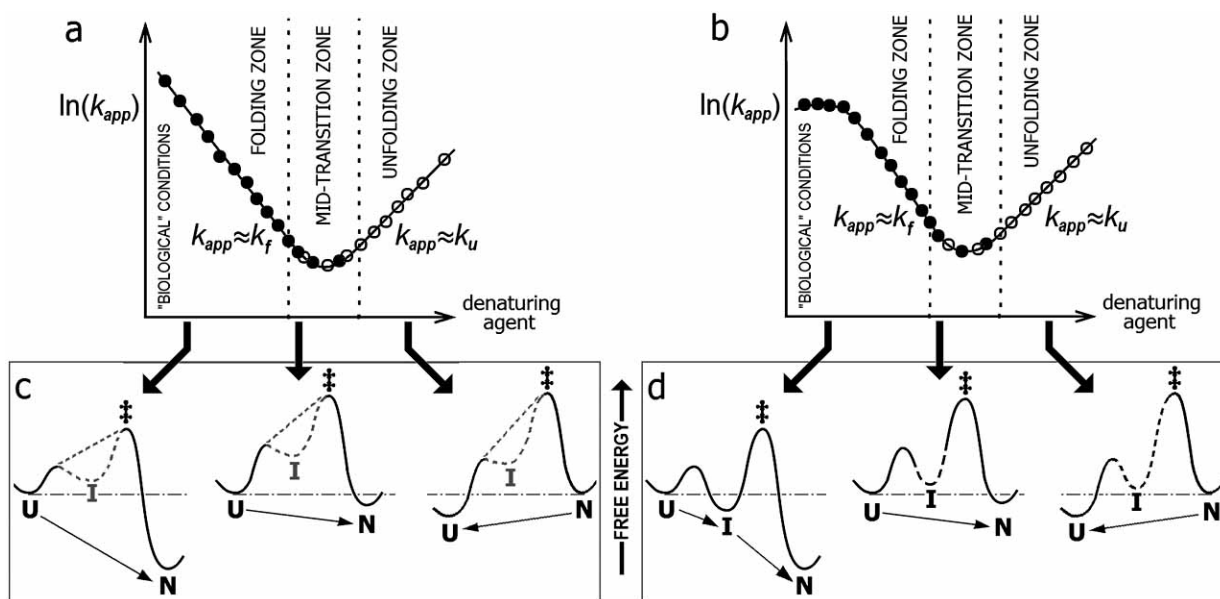 a
ln(kapp)
"BIOLOGICAL" CONDITIONS
FOLDING ZONE
MID-TRANSITION ZONE
UNFOLDING ZONE
kapp≈kf
kapp≈ku
denaturing
agent
b
ln(kapp)
"BIOLOGICAL" CONDITIONS
FOLDING ZONE
MID-TRANSITION ZONE
UNFOLDING ZONE
kapp≈kf
kapp≈ku
denaturing
agent
c
‡ ‡ ‡
I I I
U N U N U N
FREE ENERGY
d
‡ ‡ ‡
U I N U I N U I N